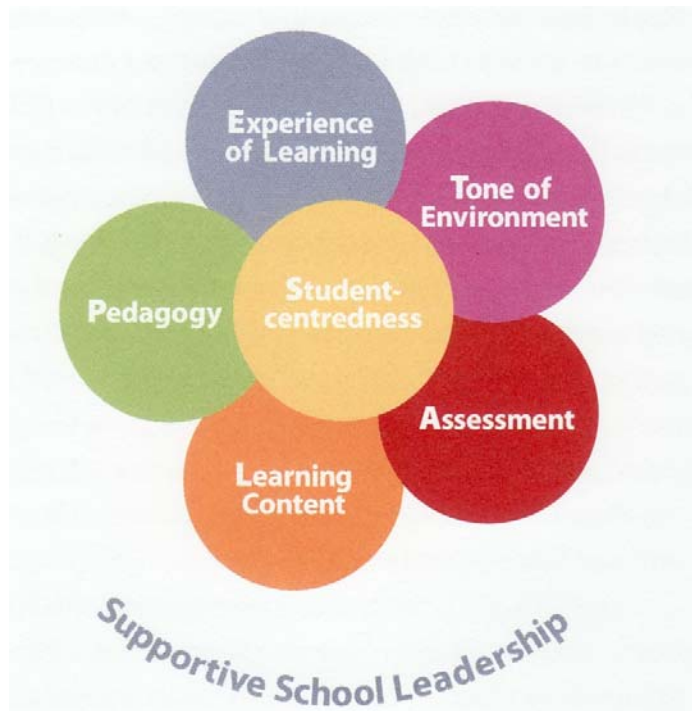 Experience
of Learning
Tone of
Environment
Pedagogy
Student-
centredness
Assessment
Learning
Content
Supportive School Leadership